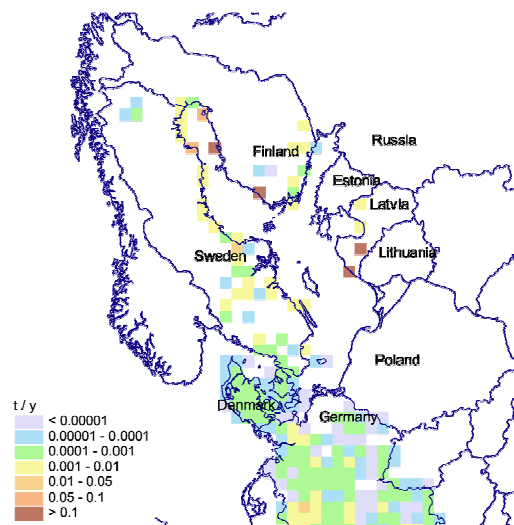 Russia
Finland
Estonia
Latvia
Sweden
Lithuania
Poland
Denmark
Germany
t / y
< 0.00001
0.00001 - 0.0001
0.0001 - 0.001
0.001 - 0.01
0.01 - 0.05
0.05 - 0.1
> 0.1